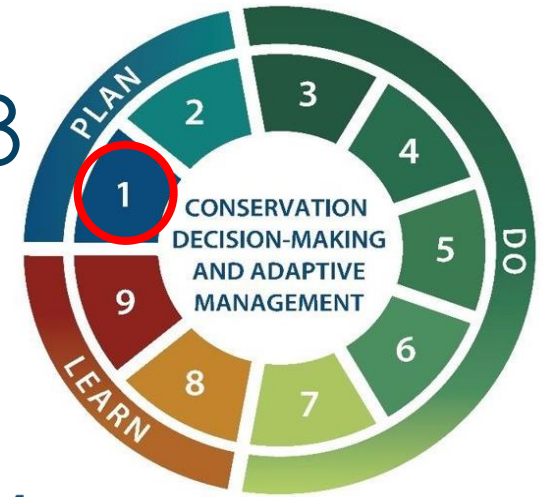 PLAN
1
2
3
4
5
6
7
8
9
DO
LEARN
CONSERVATION
DECISION-MAKING
AND ADAPTIVE
MANAGEMENT